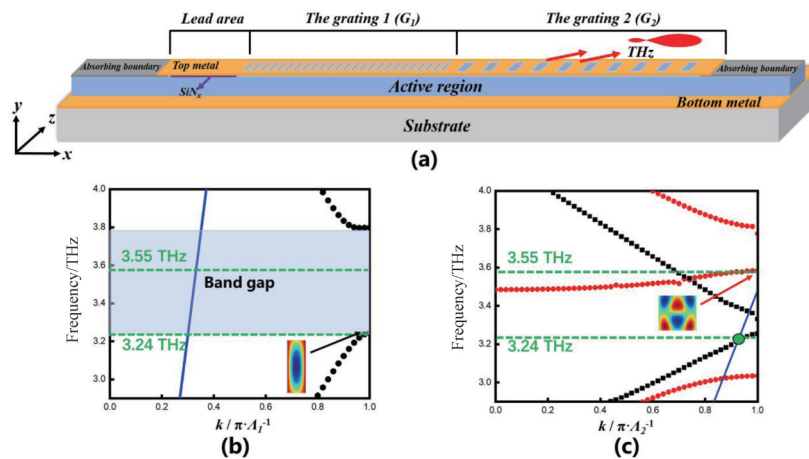 Lead area
The grating 1 (G1)
The grating 2 (G2)
THz
Absorbing boundary
Top metal
Absorbing boundary
SiNx
Active region
Bottom metal
Substrate
y
z
x
(a)
4.0
3.8
3.6
3.4
3.2
3.0
Frequency/THz
3.55 THz
Band gap
3.24 THz
0.0 0.2 0.4 0.6 0.8 1.0
k / π·Λ1-1
(b)
4.0
3.8
3.6
3.4
3.2
3.0
Frequency/THz
3.55 THz
3.24 THz
0.0 0.2 0.4 0.6 0.8 1.0
k / π·Λ2-1
(c)